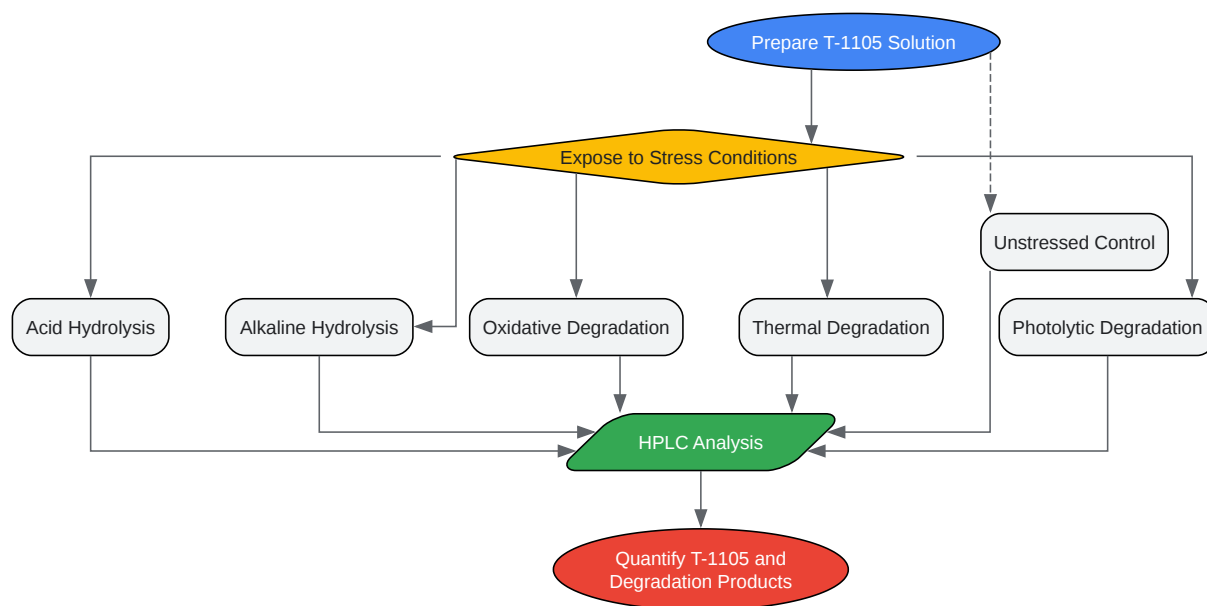 Prepare T-1105 Solution
Expose to Stress Conditions
Unstressed Control
Acid Hydrolysis
Alkaline Hydrolysis
Oxidative Degradation
Thermal Degradation
Photolytic Degradation
HPLC Analysis
Quantify T-1105 and
Degradation Products